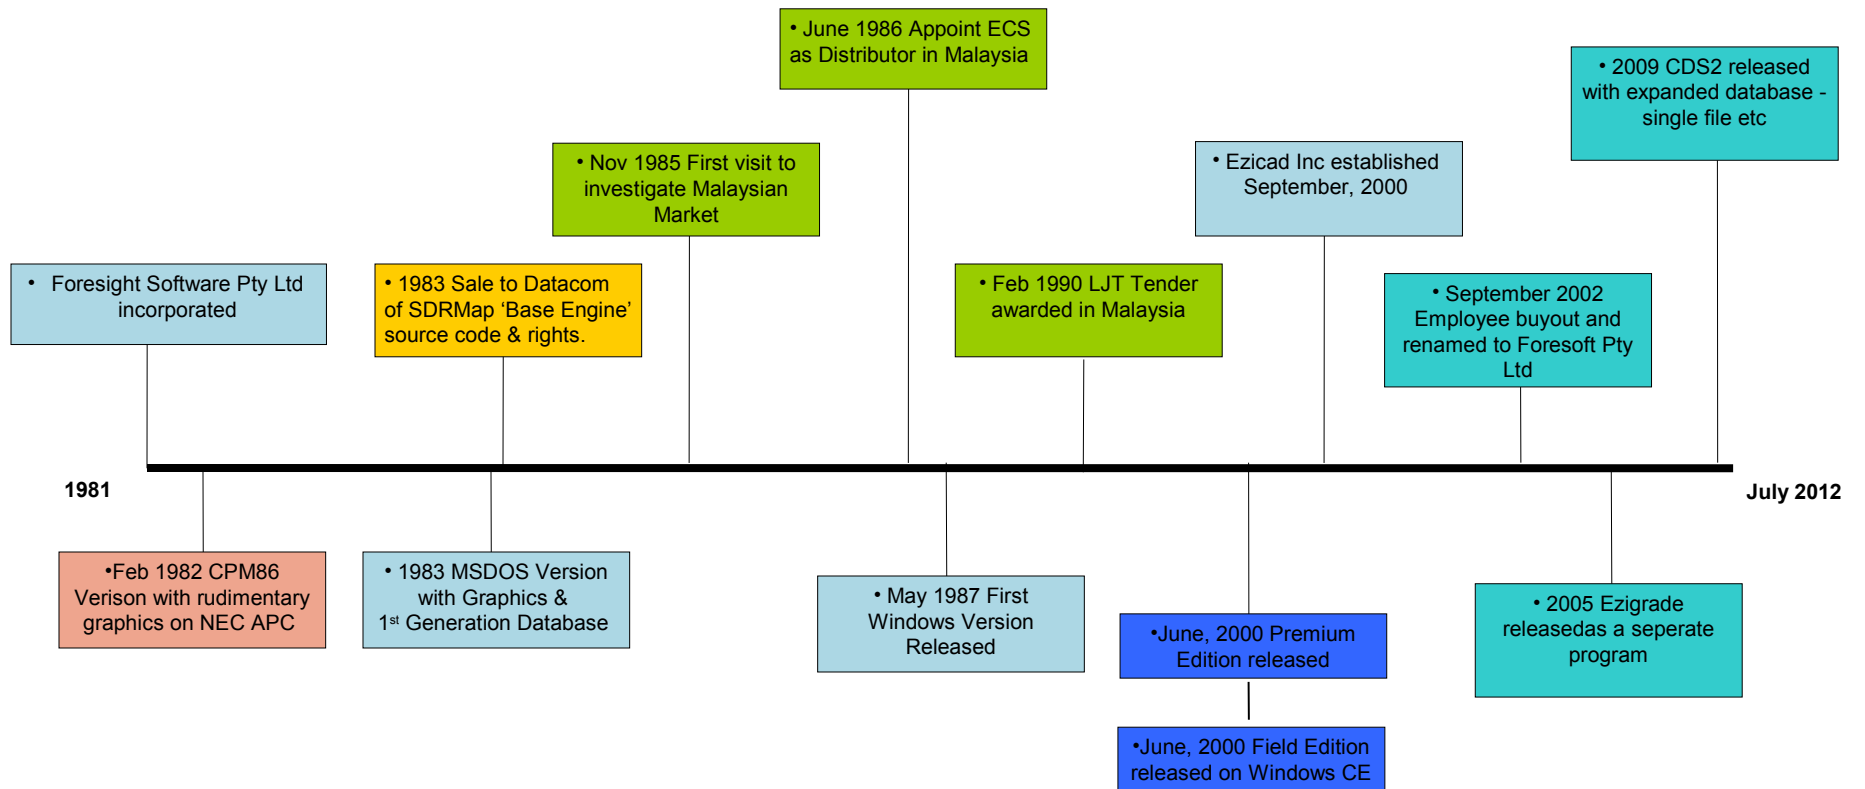 • June 1986 Appoint ECS
as Distributor in Malaysia
• 2009 CDS2 released
with expanded database -
single file etc
• Nov 1985 First visit to
investigate Malaysian
Market
• Ezicad Inc established
September, 2000
• Foresight Software Pty Ltd
incorporated
• 1983 Sale to Datacom
of SDRMap ‘Base Engine’
source code & rights.
• Feb 1990 LJT Tender
awarded in Malaysia
• September 2002
Employee buyout and
renamed to Foresoft Pty
Ltd
1981
July 2012
•Feb 1982 CPM86
Verison with rudimentary
graphics on NEC APC
• 1983 MSDOS Version
with Graphics &
1st Generation Database
• May 1987 First
Windows Version
Released
•June, 2000 Premium
Edition released
• 2005 Ezigrade
releasedas a seperate
program
•June, 2000 Field Edition
released on Windows CE